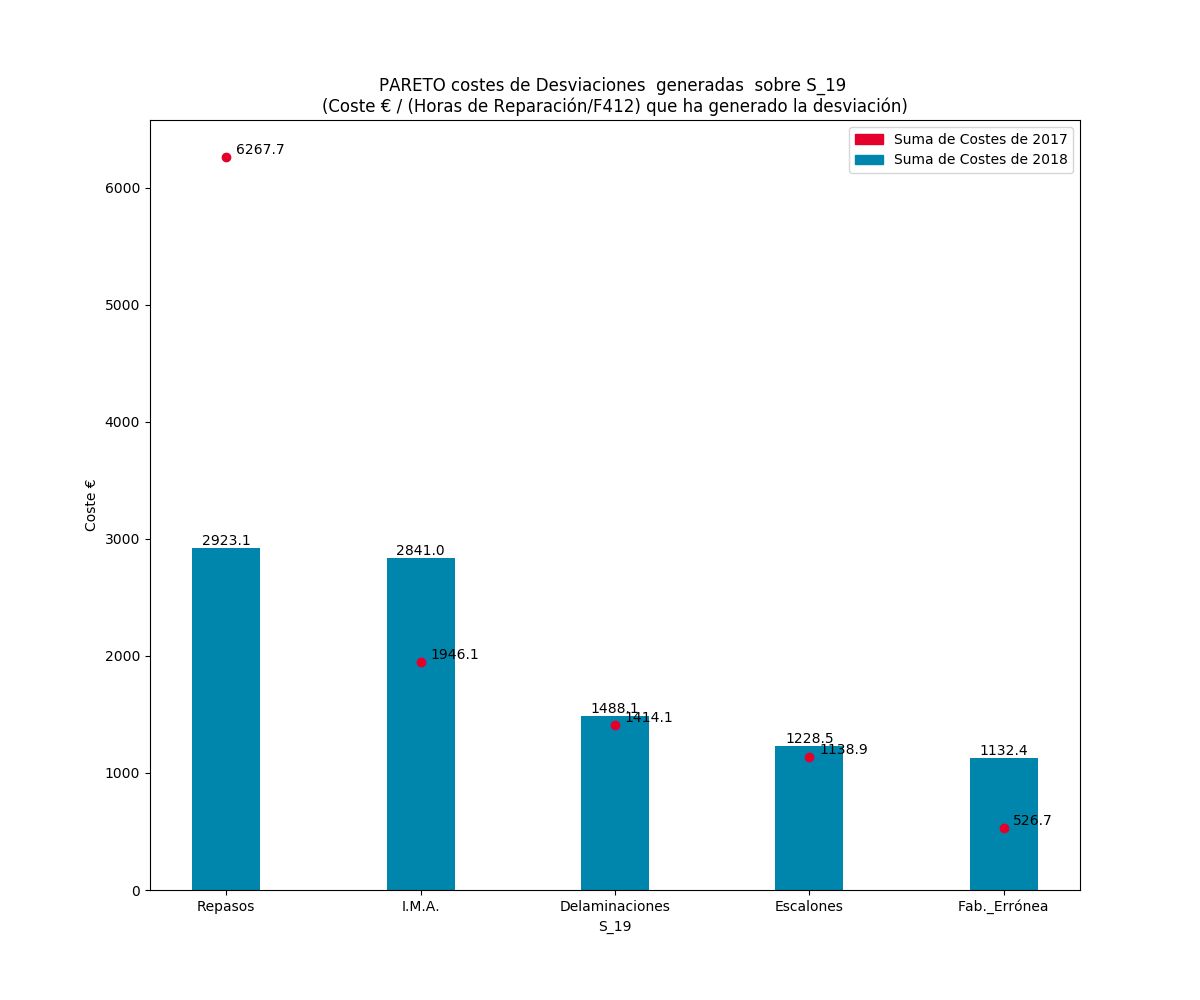 PARETO costes de Desviaciones  generadas  sobre S_19
(Coste € / (Horas de Reparación/F412) que ha generado la desviación)
Suma de Costes de 2017
Suma de Costes de 2018
6267.7
6000
5000
4000
Coste €
3000
2923.1
2841.0
2000
1946.1
1488.1
1414.1
1228.5
1138.9
1132.4
1000
526.7
0
Repasos
I.M.A.
Delaminaciones
Escalones
Fab._Errónea
S_19